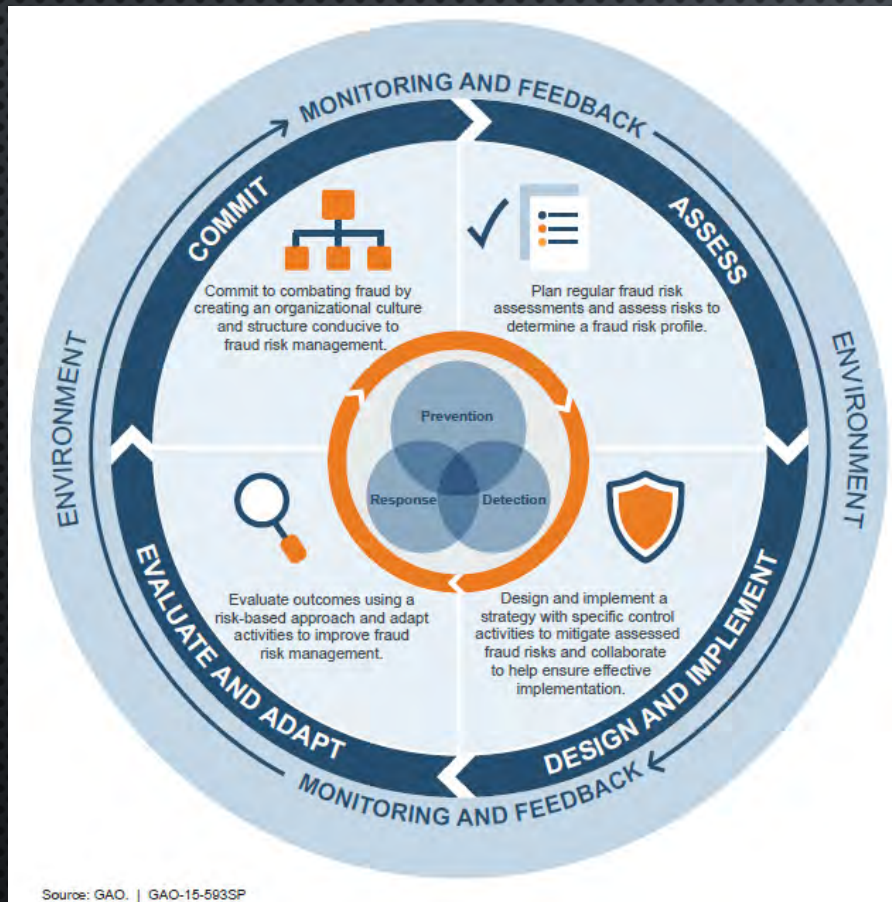 MONITORING AND FEEDBACK
COMMIT
ASSESS
Commit to combating fraud by
creating an organizational culture
and structure conducive to
fraud risk management.
Plan regular fraud risk
assessments and assess risks to
determine a fraud risk profile.
ENVIRONMENT
ENVIRONMENT
Prevention
Response
Detection
Evaluate outcomes using a
risk-based approach and adapt
activities to improve fraud
risk management.
Design and implement a
strategy with specific control
activities to mitigate assessed
fraud risks and collaborate
to help ensure effective
implementation.
EVALUATE AND ADAPT
DESIGN AND IMPLEMENT
MONITORING AND FEEDBACK
Source: GAO. | GAO-15-593SP